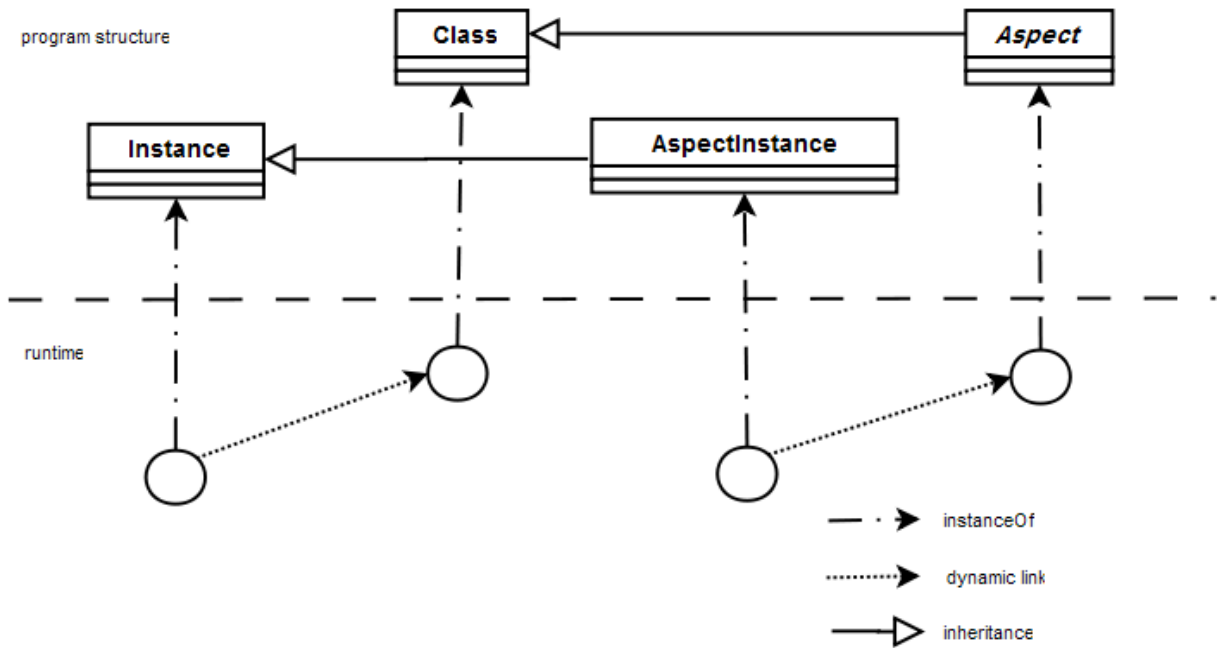 program structure
Class
Aspect
Instance
AspectInstance
runtime
instanceOf
dynamic link
inheritance